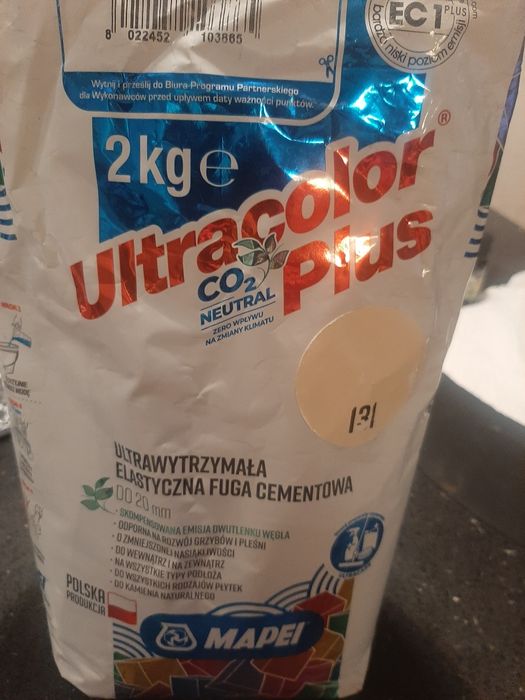 8 022452 103865
EC1 PLUS
bardzo niski poziom emisji
Wytnij i prześlij do Biura Programu Partnerskiego
dla Wykonawców przed upływem daty ważności punktów.
2 kg e
Ultracolor®
Plus
CO2
NEUTRAL
ZERO WPŁYWU
NA ZMIANY KLIMATU
131
ULTRAWYTRZYMAŁA
ELASTYCZNA FUGA CEMENTOWA
DO 20 mm
• SKOMPENSOWANA EMISJA DWUTLENKU WĘGLA
• ODPORNA NA ROZWÓJ GRZYBÓW I PLEŚNI
• O ZMNIEJSZONEJ NASIĄKLIWOŚCI
• DO WEWNĄTRZ I NA ZEWNĄTRZ
• NA WSZYSTKIE TYPY PODŁOŻA
• DO WSZYSTKICH RODZAJÓW PŁYTEK
• DO KAMIENIA NATURALNEGO
POLSKA
PRODUKCJA
MAPEI®